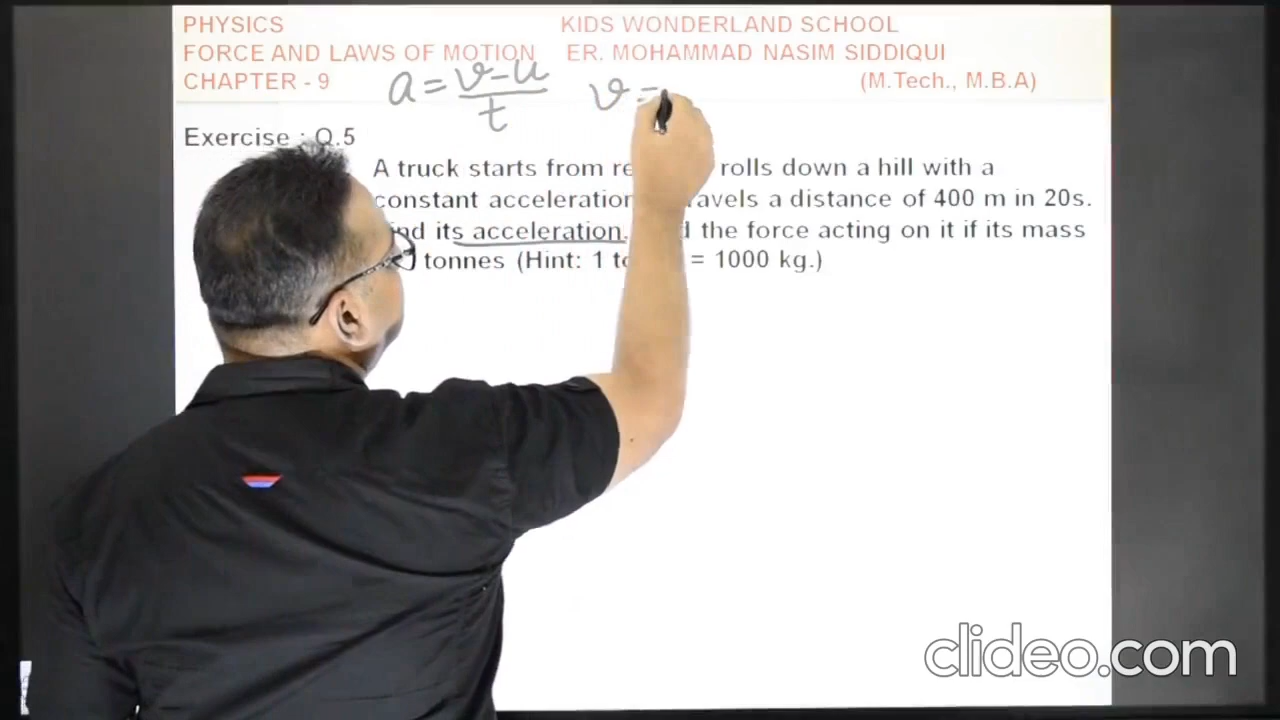 PHYSICS KIDS WONDERLAND SCHOOL
FORCE AND LAWS OF MOTION ER. MOHAMMAD NASIM SIDDIQUI
CHAPTER - 9 (M.Tech., M.B.A)
a = v-u/t v =
Exercise : Q.5
A truck starts from rolls down a hill with a
constant acceleration a distance of 400 m in 20s.
its acceleration. the force acting on it if its mass
tonnes (Hint: 1 = 1000 kg.)
clideo.com